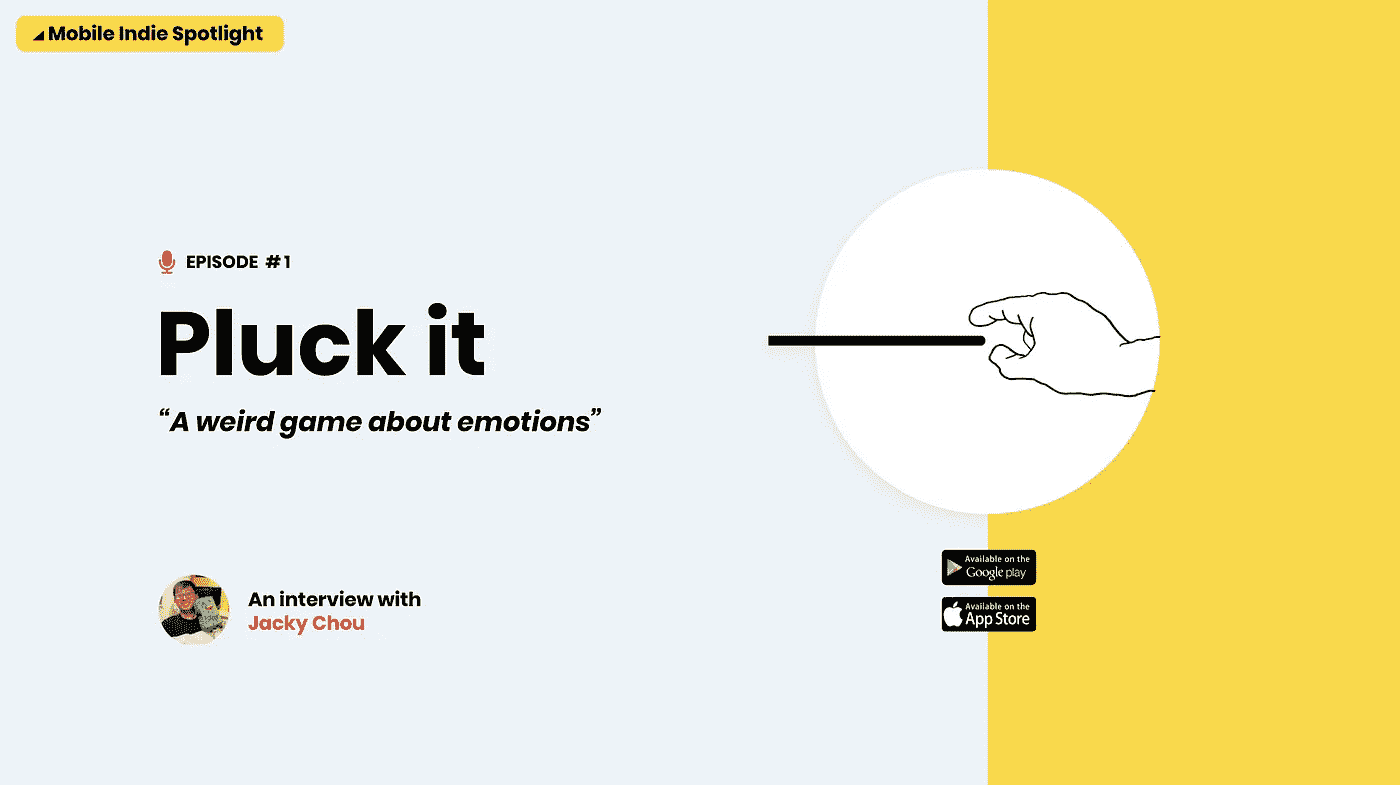 Mobile Indie Spotlight
EPISODE #1
Pluck it
“A weird game about emotions”
An interview with
Jacky Chou
Available on the
Google play
Available on the
App Store